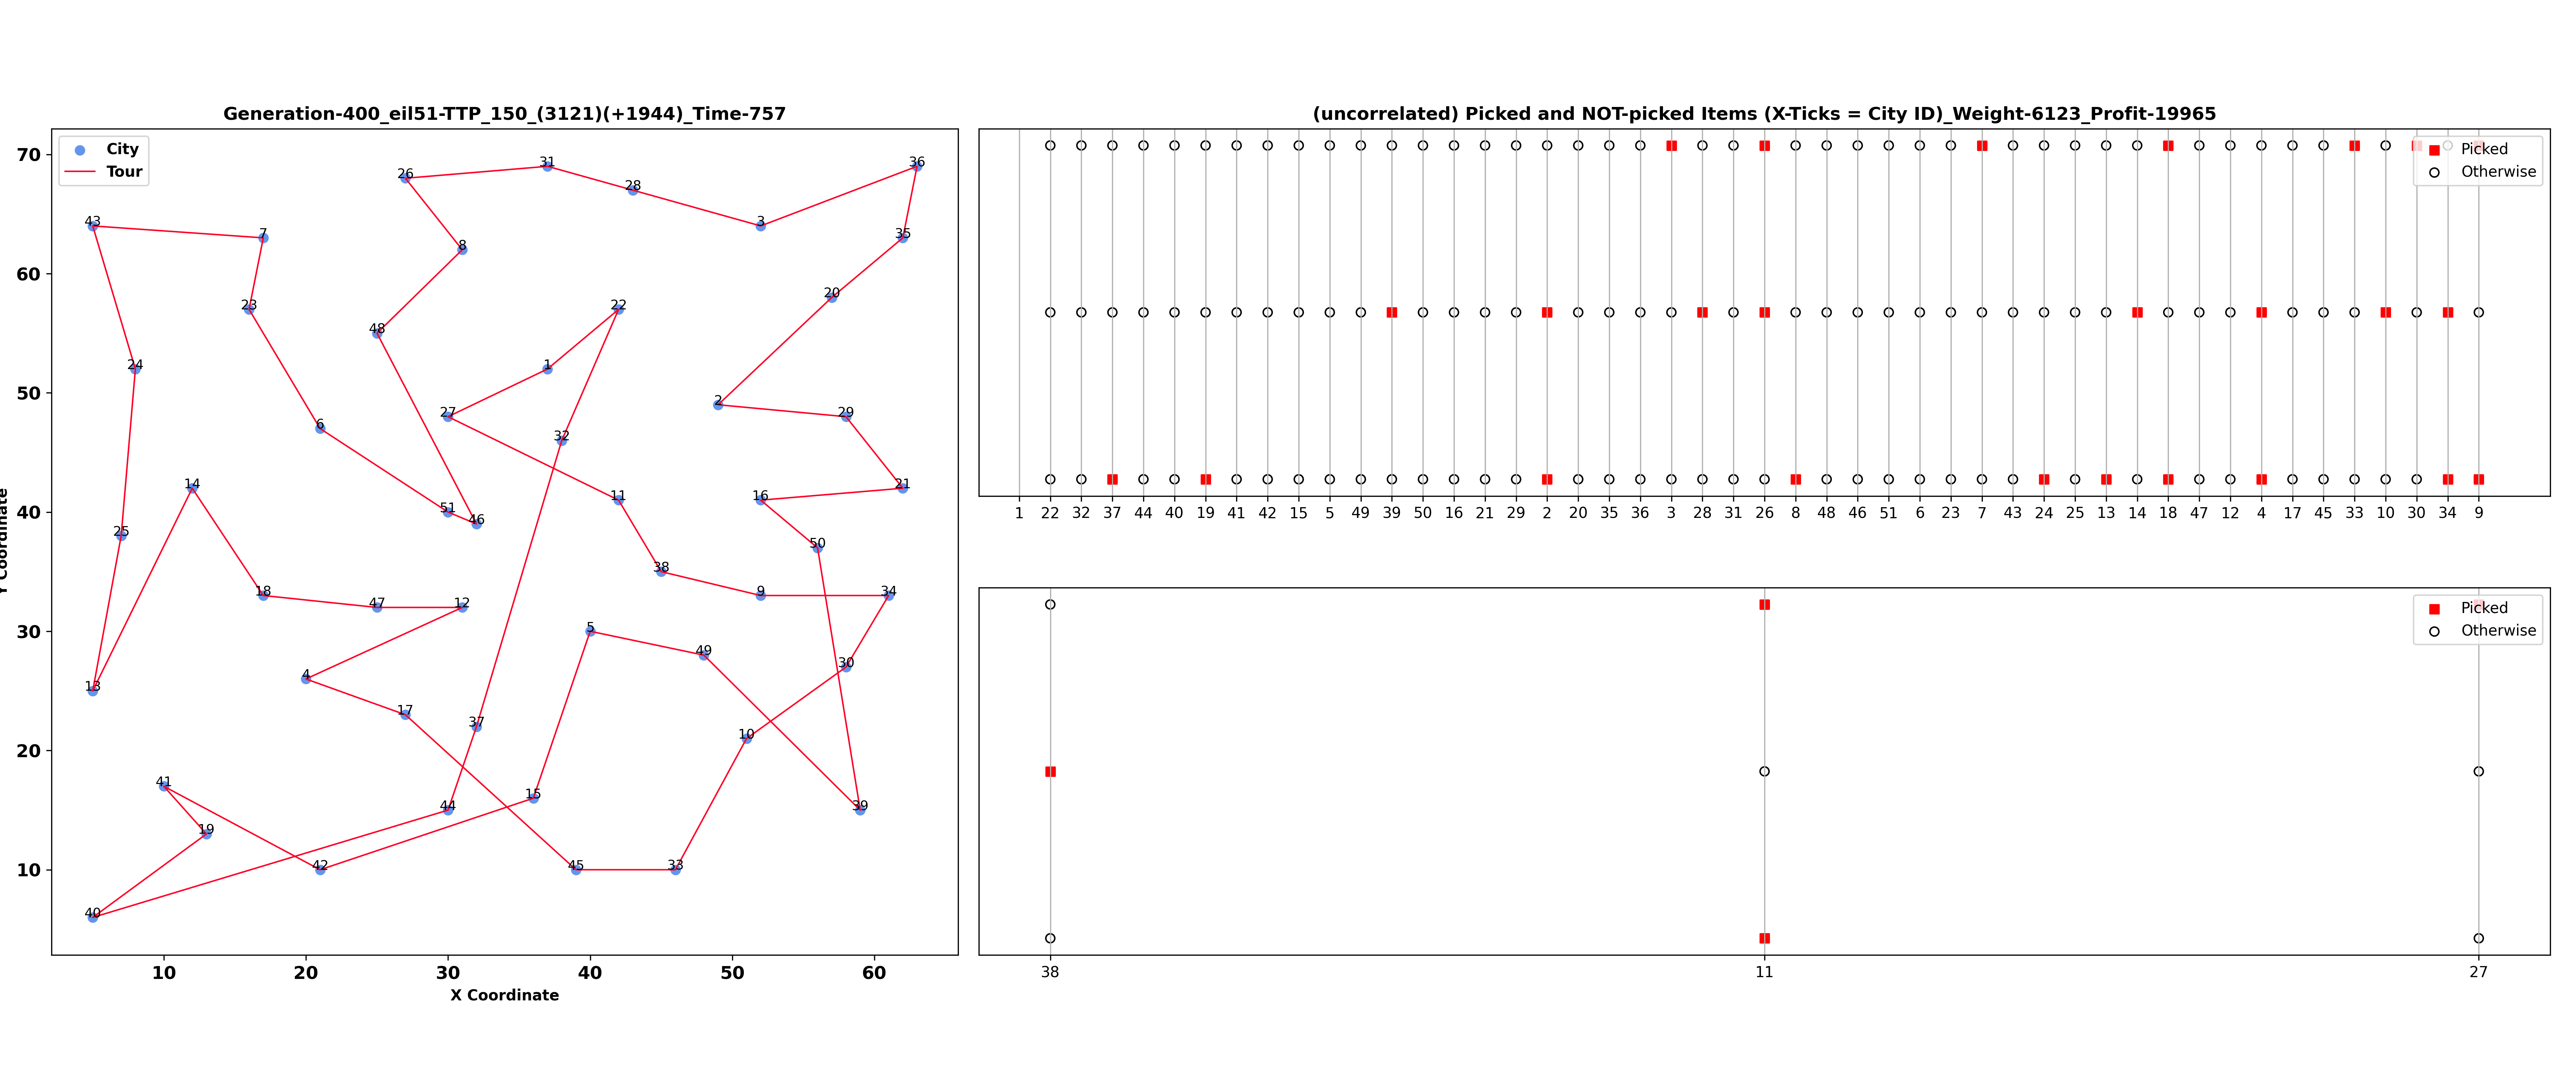 Generation-400_eil51-TTP_150_(3121)(+1944)_Time-757
City
Tour
70
60
50
40
30
20
10
Y Coordinate
26 31 28 36
43 7 8 3 35
23 48 22 20
24 1
6 27 32 2 29
14 51 46 11 16 21
25 38 50
18 47 12 9 34
13 4 5 49 30
17 37 10
41 44 15 39
19 42 45 33
40
10 20 30 40 50 60
X Coordinate
(uncorrelated) Picked and NOT-picked Items (X-Ticks = City ID)_Weight-6123_Profit-19965
Picked
Otherwise
1 22 32 37 44 40 19 41 42 15 5 49 39 50 16 21 29 2 20 35 36 3 28 31 26 8 48 46 51 6 23 7 43 24 25 13 14 18 47 12 4 17 45 33 10 30 34 9
Picked
Otherwise
38 11 27